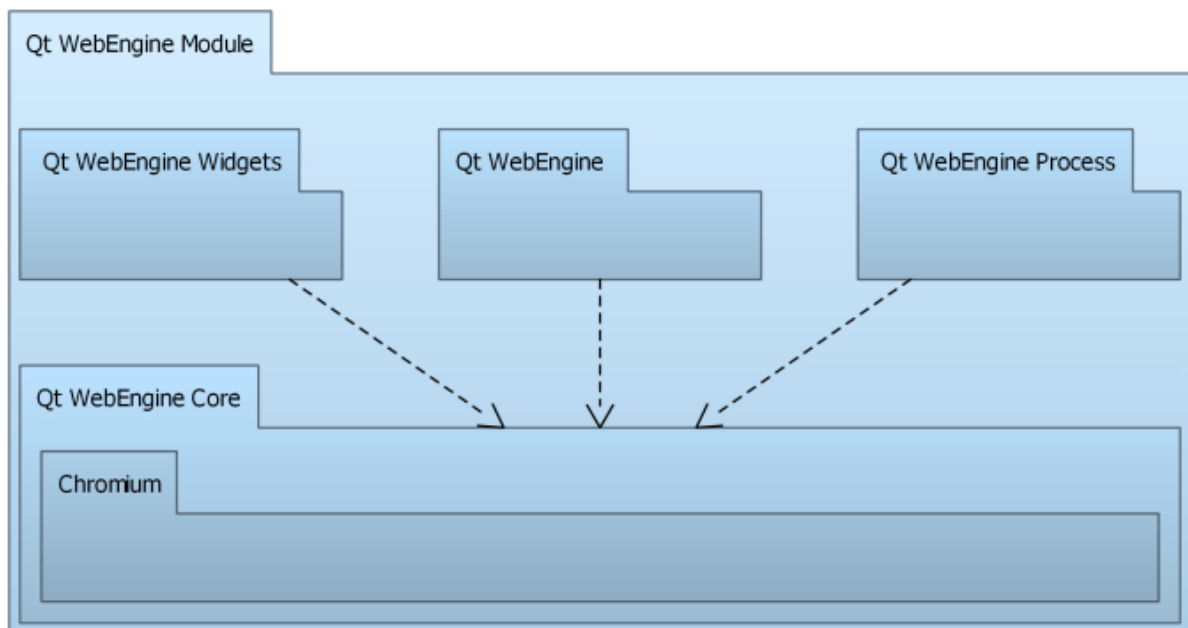 Qt WebEngine Module
Qt WebEngine Widgets
Qt WebEngine
Qt WebEngine Process
Qt WebEngine Core
Chromium